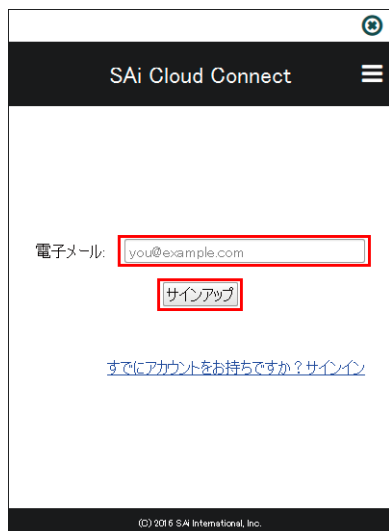 SAi Cloud Connect
電子メール: you@example.com
サインアップ
すでにアカウントをお持ちですか？サインイン
(C) 2016 SAi International, Inc.